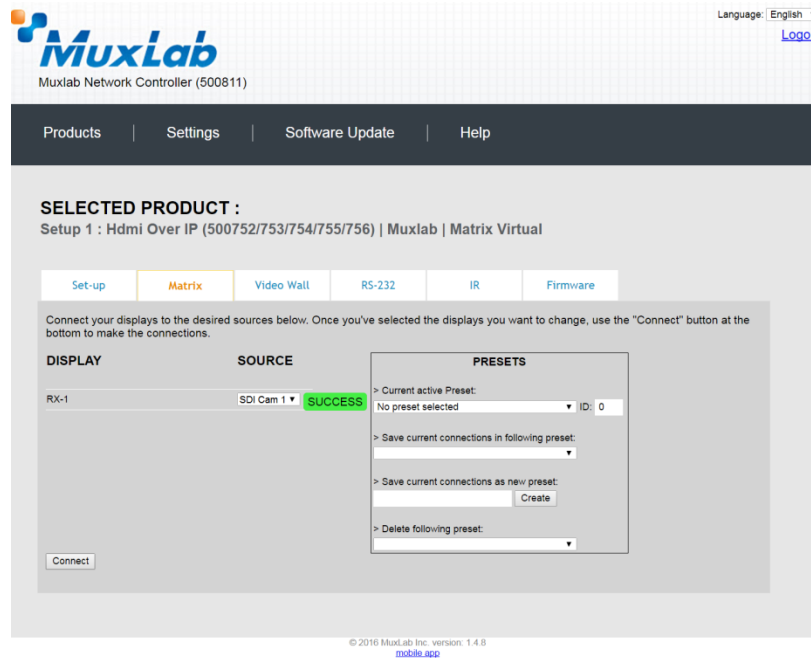 Language: English
Logo
MuxLab
Muxlab Network Controller (500811)
Products | Settings | Software Update | Help
SELECTED PRODUCT :
Setup 1 : Hdmi Over IP (500752/753/754/755/756) | Muxlab | Matrix Virtual
Set-up Matrix Video Wall RS-232 IR Firmware
Connect your displays to the desired sources below. Once you've selected the displays you want to change, use the "Connect" button at the
bottom to make the connections.
DISPLAY SOURCE
RX-1 SDI Cam 1 SUCCESS
PRESETS
> Current active Preset:
No preset selected ID: 0
> Save current connections in following preset:
> Save current connections as new preset:
Create
> Delete following preset:
Connect
© 2016 MuxLab Inc. version: 1.4.8
mobile app